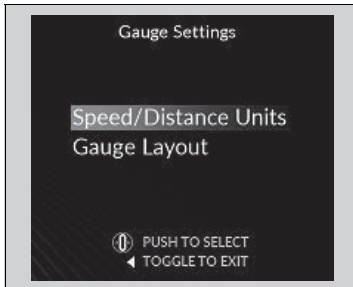 Gauge Settings
Speed/Distance Units
Gauge Layout
PUSH TO SELECT
TOGGLE TO EXIT